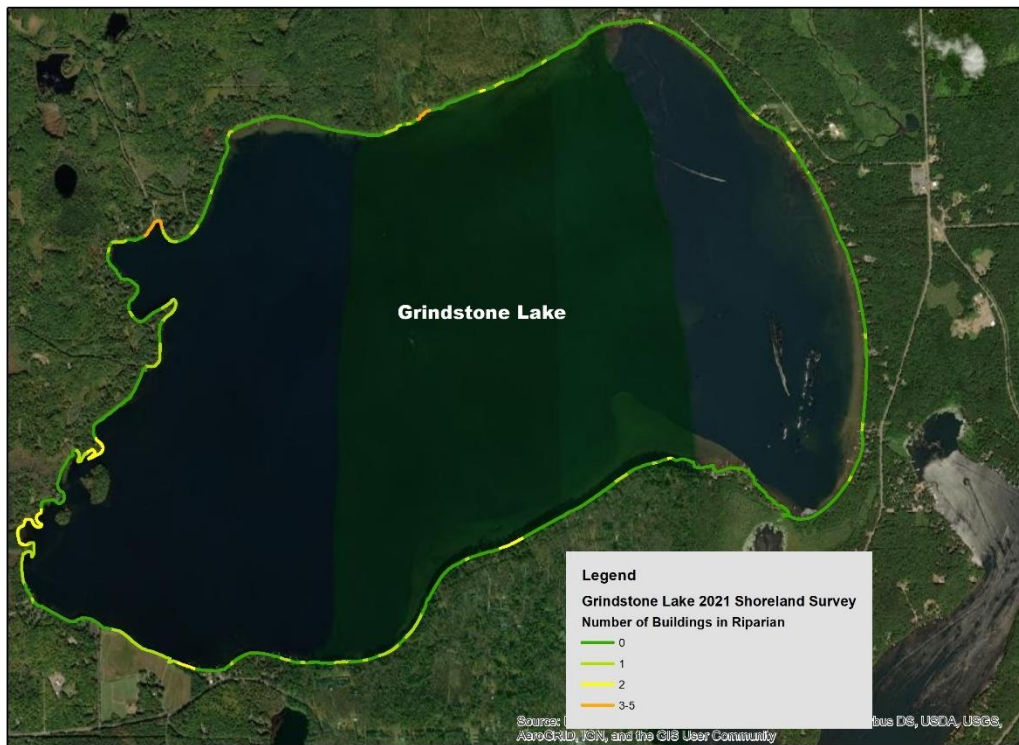 Grindstone Lake
Legend
Grindstone Lake 2021 Shoreland Survey
Number of Buildings in Riparian
0
1
2
3-5
Source: bus DS, USDA, USGS,
AeroGRID, IGN, and the GIS User Community